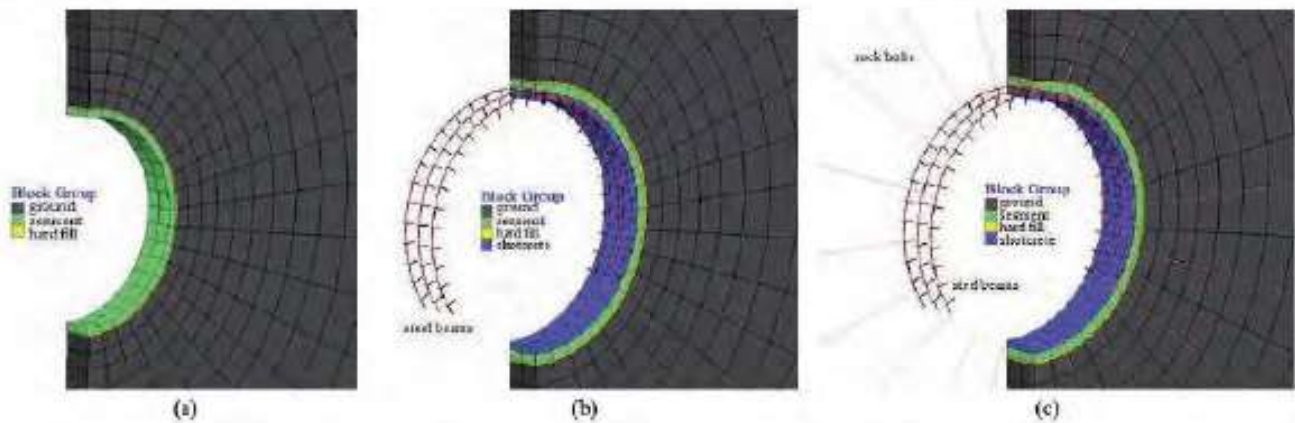 Block Group
ground
segment
hard fill
(a)
Block Group
ground
segment
hard fill
shotcrete
steel beams
(b)
rock bolts
Block Group
ground
Segment
hard fill
shotcrete
steel beams
(c)